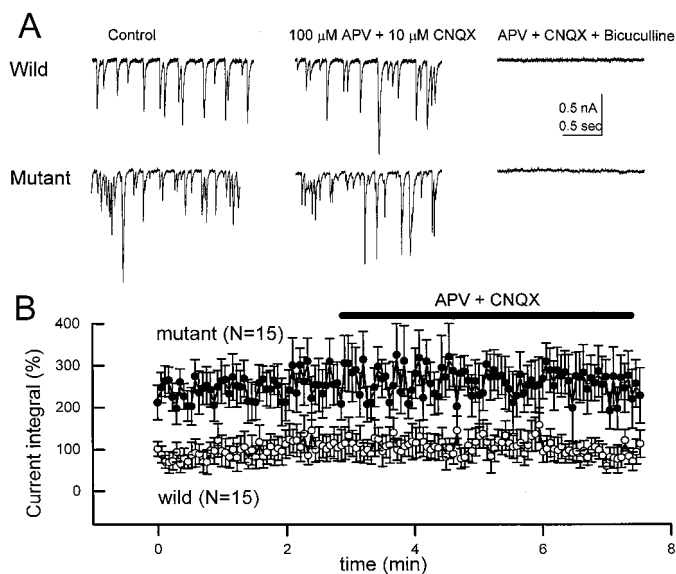 A
Control
100 μM APV + 10 μM CNQX
APV + CNQX + Bicuculline
Wild
0.5 nA
0.5 sec
Mutant
B
APV + CNQX
400
mutant (N=15)
300
200
100
0
wild (N=15)
Current integral (%)
0 2 4 6 8
time (min)